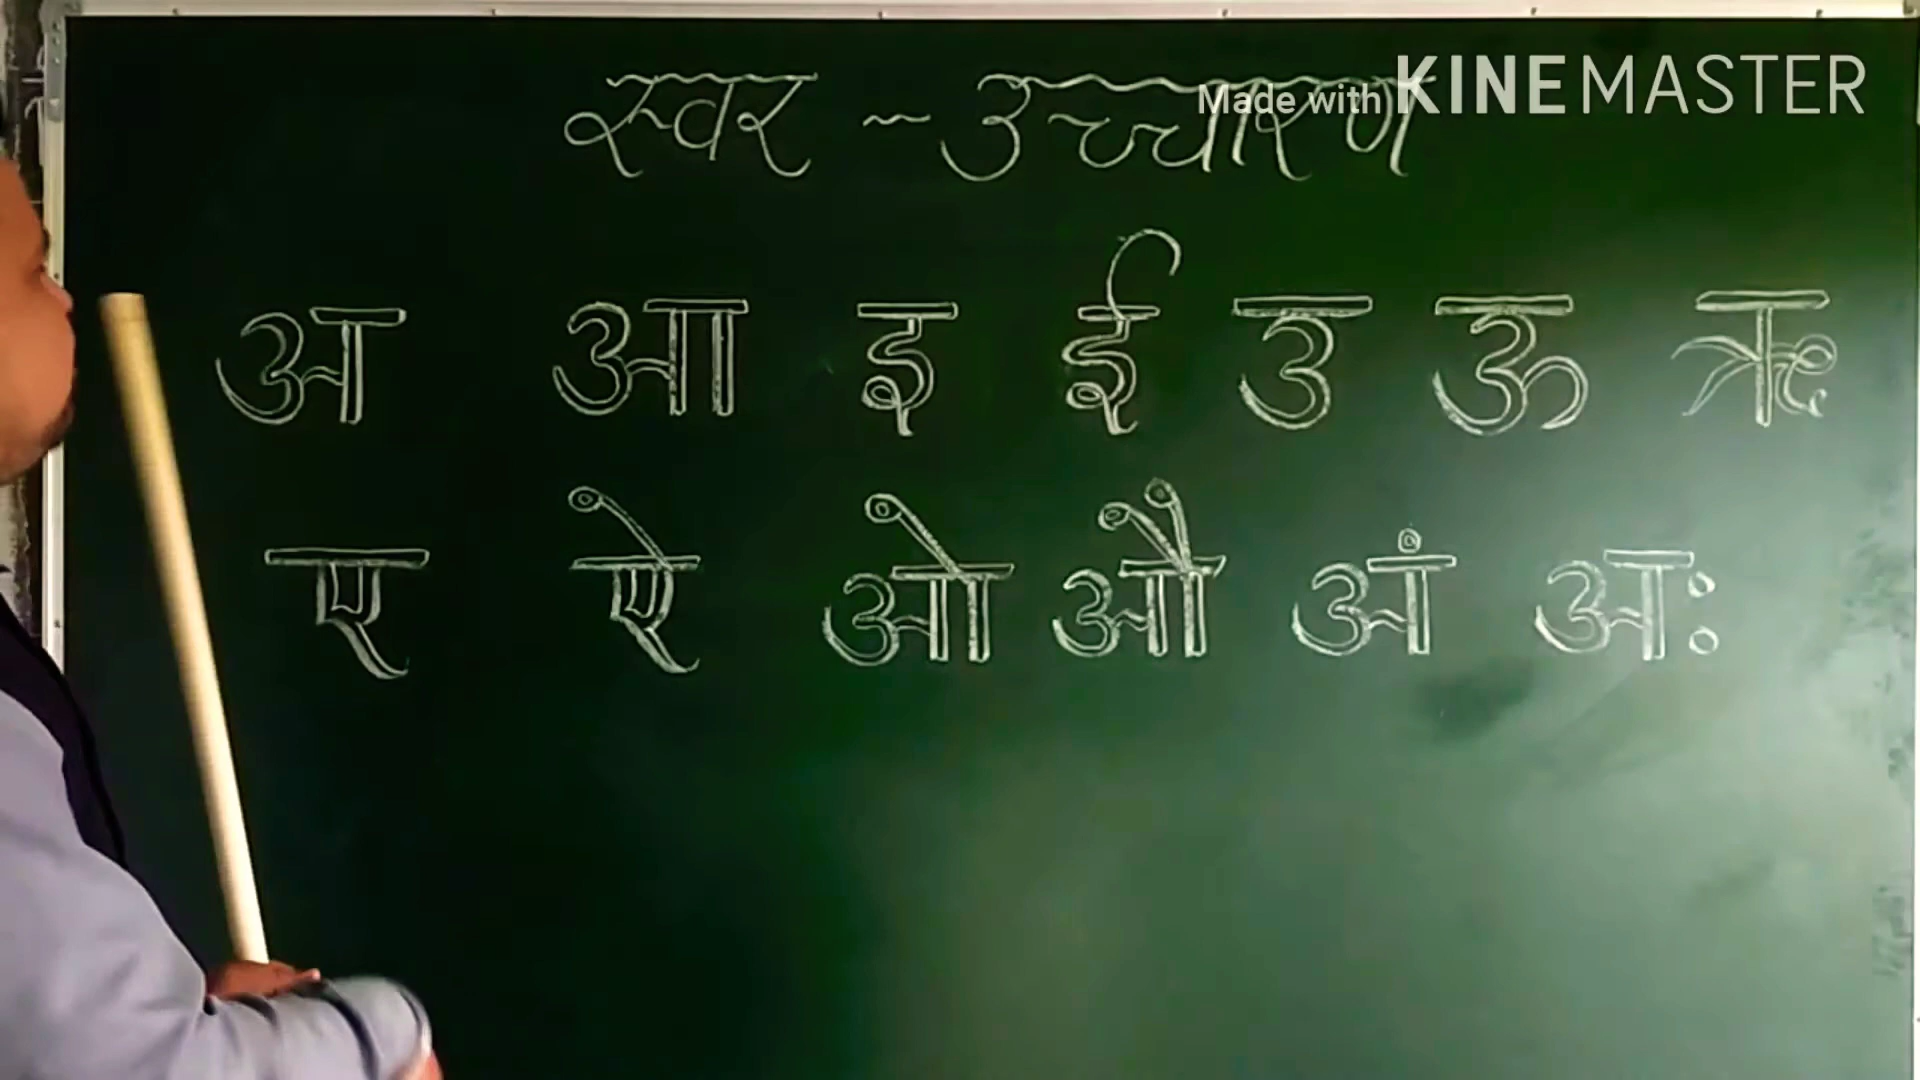 स्वर - उच्चारण
Made with KINEMASTER
अ आ इ ई उ ऊ ऋ
ए ऐ ओ औ अं अः